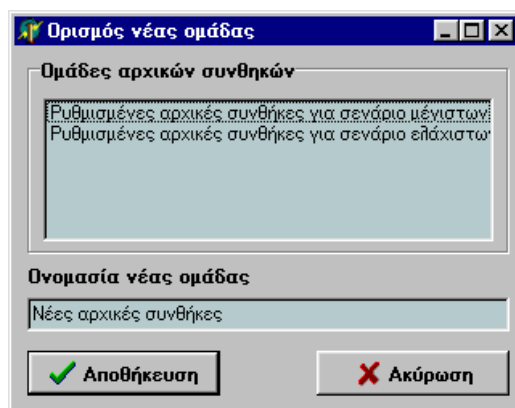 Ορισμός νέας ομάδας
Ομάδες αρχικών συνθηκών
Ρυθμισμένες αρχικές συνθήκες για σενάριο μέγιστων
Ρυθμισμένες αρχικές συνθήκες για σενάριο ελάχιστω
Ονομασία νέας ομάδας
Νέες αρχικές συνθήκες
Αποθήκευση
Ακύρωση